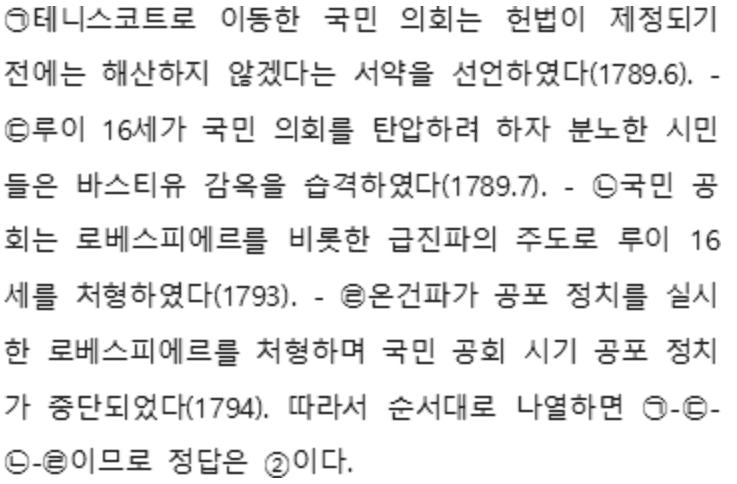 ㉠테니스코트로 이동한 국민 의회는 헌법이 제정되기
전에는 해산하지 않겠다는 서약을 선언하였다(1789.6). -
㉢루이 16세가 국민 의회를 탄압하려 하자 분노한 시민
들은 바스티유 감옥을 습격하였다(1789.7). - ㉡국민 공
회는 로베스피에르를 비롯한 급진파의 주도로 루이 16
세를 처형하였다(1793). - ㉣온건파가 공포 정치를 실시
한 로베스피에르를 처형하며 국민 공회 시기 공포 정치
가 중단되었다(1794). 따라서 순서대로 나열하면 ㉠-㉢-
㉡-㉣이므로 정답은 ②이다.